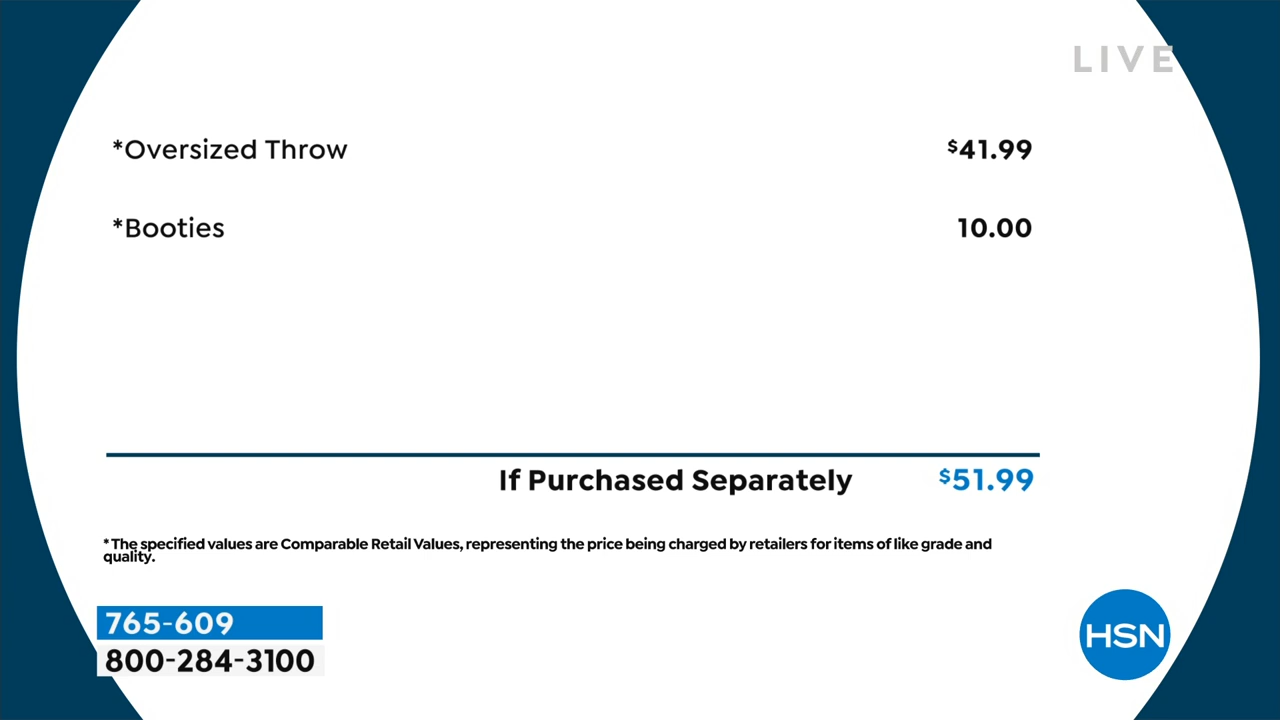 LIVE
*Oversized Throw $41.99
*Booties 10.00
If Purchased Separately $51.99
*The specified values are Comparable Retail Values, representing the price being charged by retailers for items of like grade and
quality.
765-609
800-284-3100
HSN